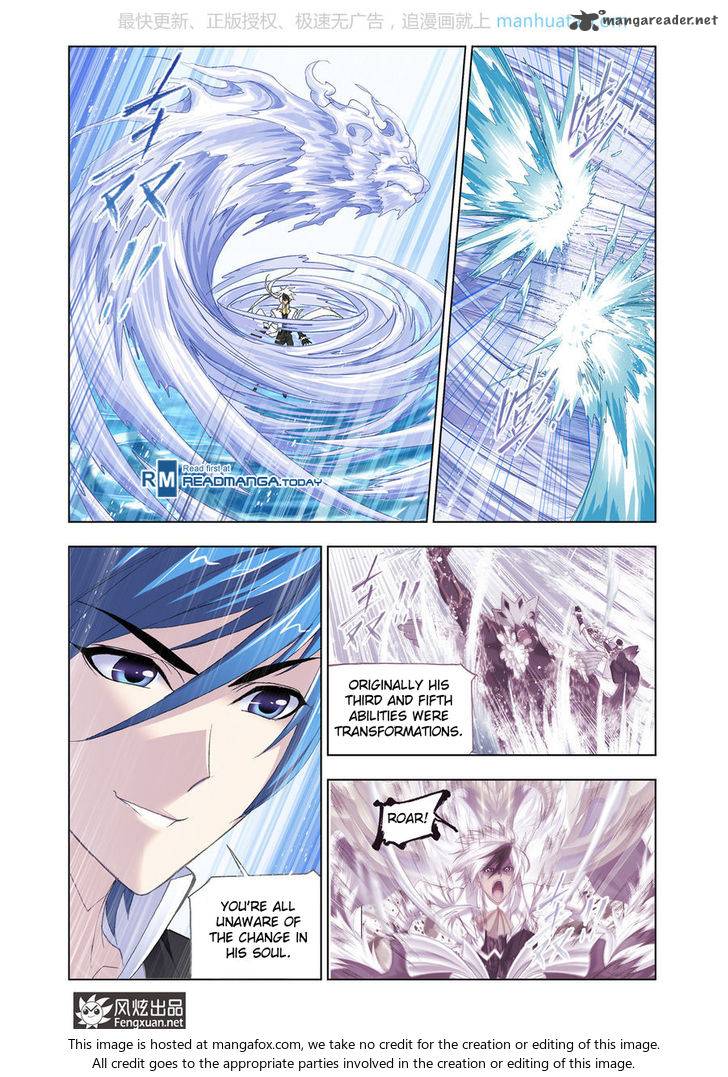 最快更新、正版授权、极速无广告，追漫画就上 manhuat
mangareader.net
嘭
嘭
RM Read first at
READMANGA.TODAY
ORIGINALLY HIS
THIRD AND FIFTH
ABILITIES WERE
TRANSFORMATIONS.
ROAR!
YOU'RE ALL
UNAWARE OF
THE CHANGE IN
HIS SOUL.
风炫出品
Fengxuan.net
This image is hosted at mangafox.com, we take no credit for the creation or editing of this image.
All credit goes to the appropriate parties involved in the creation or editing of this image.